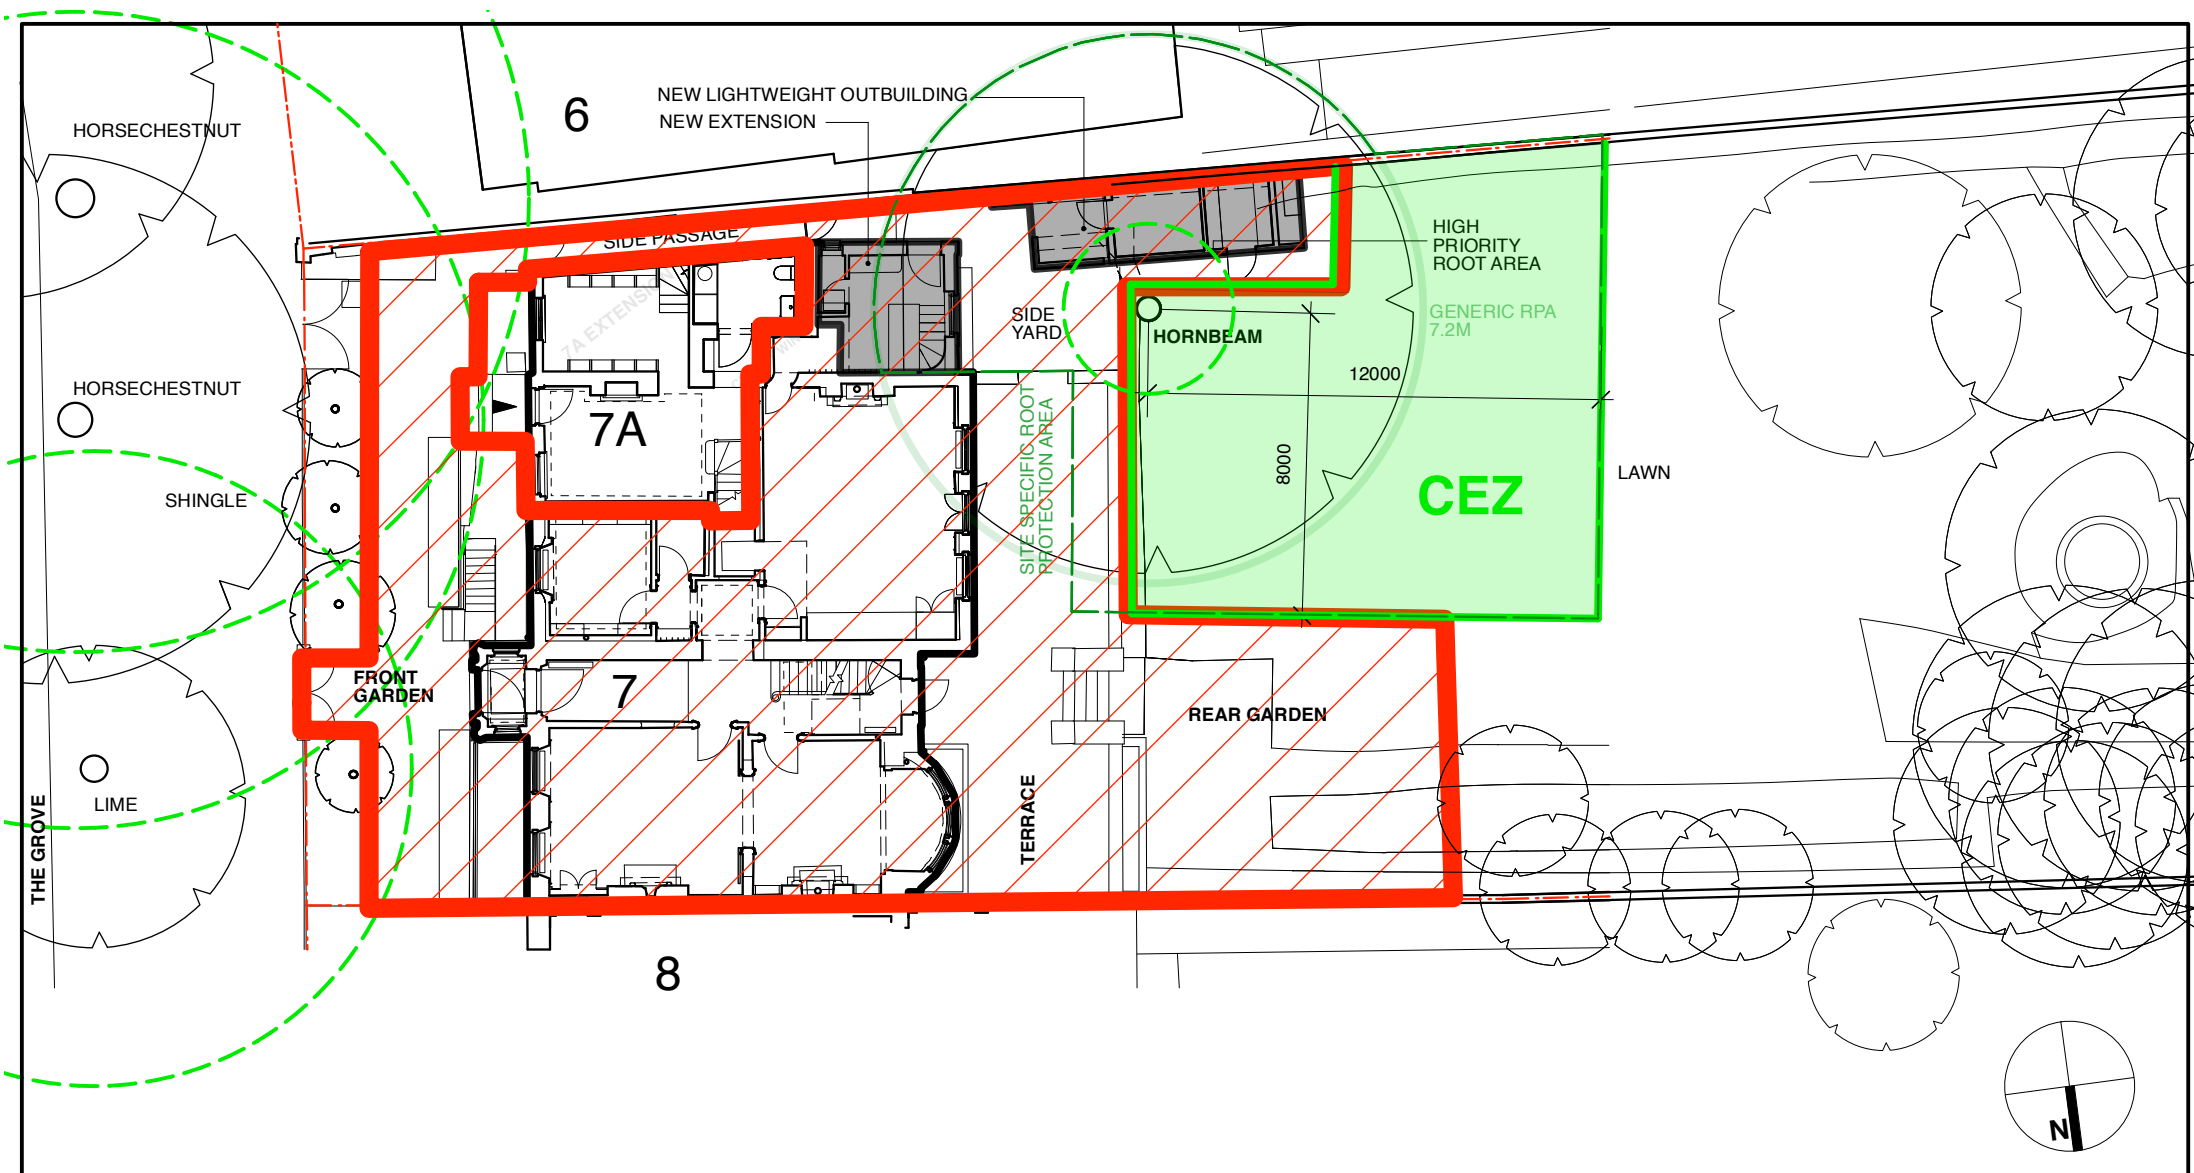 6
NEW LIGHTWEIGHT OUTBUILDING
NEW EXTENSION
HORSECHESTNUT
SIDE PASSAGE
HIGH
PRIORITY
ROOT AREA
7A EXTENSION
SIDE
YARD
GENERIC RPA
7.2M
HORNBEAM
12000
HORSECHESTNUT
7A
SITE SPECIFIC ROOT
PROTECTION AREA
8000
CEZ
LAWN
SHINGLE
FRONT
GARDEN
7
REAR GARDEN
LIME
THE GROVE
TERRACE
8
N